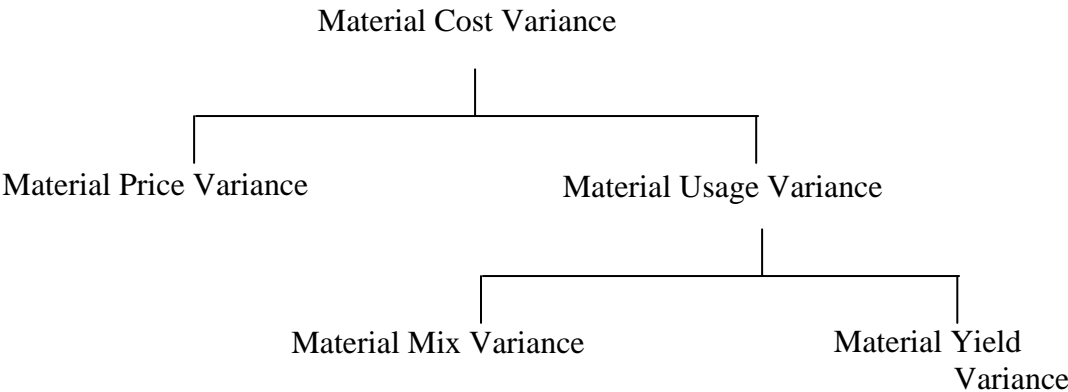 Material Cost Variance
Material Price Variance
Material Usage Variance
Material Mix Variance
Material Yield
Variance